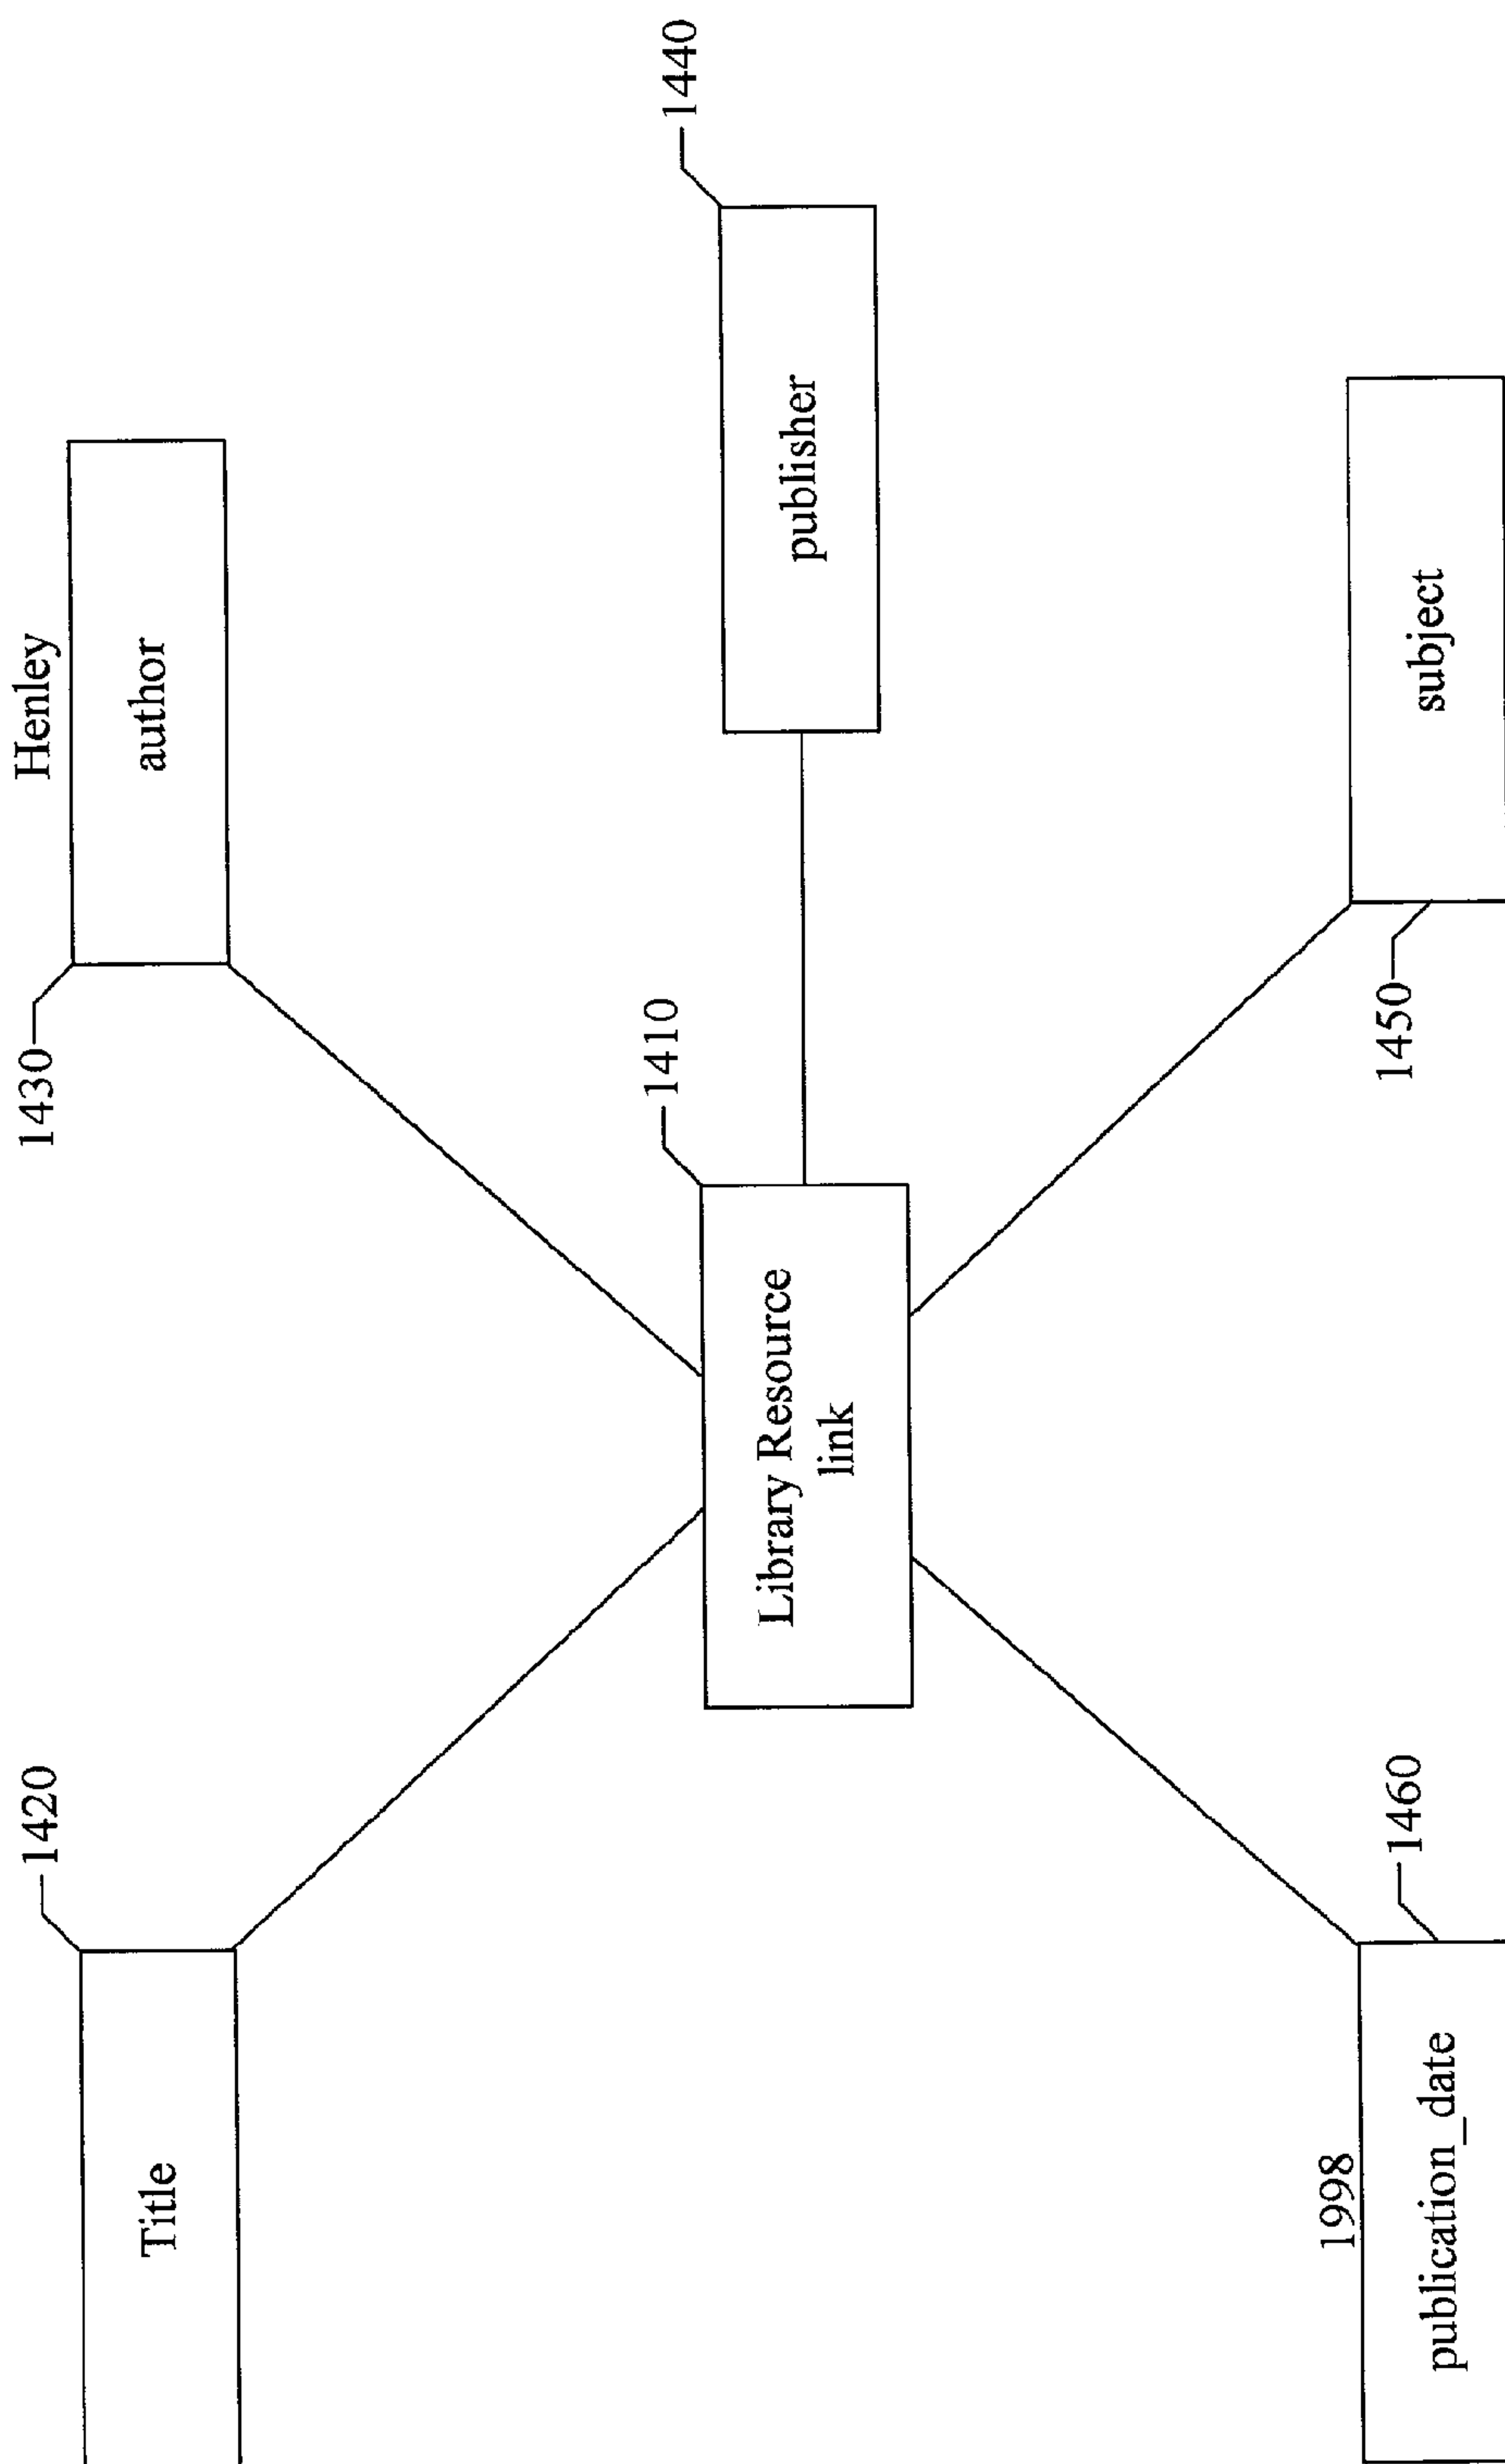 1420
Title
1430
Henley
author
1410
Library Resource
link
1440
publisher
1460
1998
publication_date
1450
subject